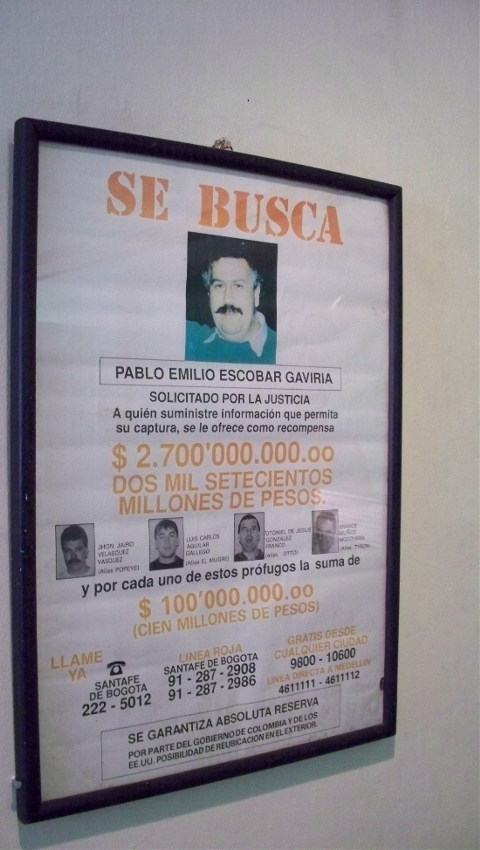 SE BUSCA
PABLO EMILIO ESCOBAR GAVIRIA
SOLICITADO POR LA JUSTICIA
A quién suministre información que permita
su captura, se le ofrece como recompensa
$ 2.700'000.000.oo
DOS MIL SETECIENTOS
MILLONES DE PESOS.
JHON JAIRO
VELASQUEZ
VASQUEZ
(Alias POPEYE)
LUIS CARLOS
AGUILAR
GALLEGO
(Alias EL MUGRE)
OTONIEL DE JESUS
GONZALEZ
FRANCO
(Alias OTTO)
BRANCE
MUÑOZ
MOSQUERA
(Alias TYSON)
y por cada uno de estos prófugos la suma de
$ 100'000.000.oo
(CIEN MILLONES DE PESOS)
LLAME
YA
SANTAFE
DE BOGOTA
222 - 5012
LINEA ROJA
SANTAFE DE BOGOTA
91 - 287 - 2908
91 - 287 - 2986
GRATIS DESDE
CUALQUIER CIUDAD
9800 - 10600
LINEA DIRECTA A MEDELLIN
4611111 - 4611112
SE GARANTIZA ABSOLUTA RESERVA
POR PARTE DEL GOBIERNO DE COLOMBIA Y DE LOS
EE.UU. POSIBILIDAD DE REUBICACION EN EL EXTERIOR.